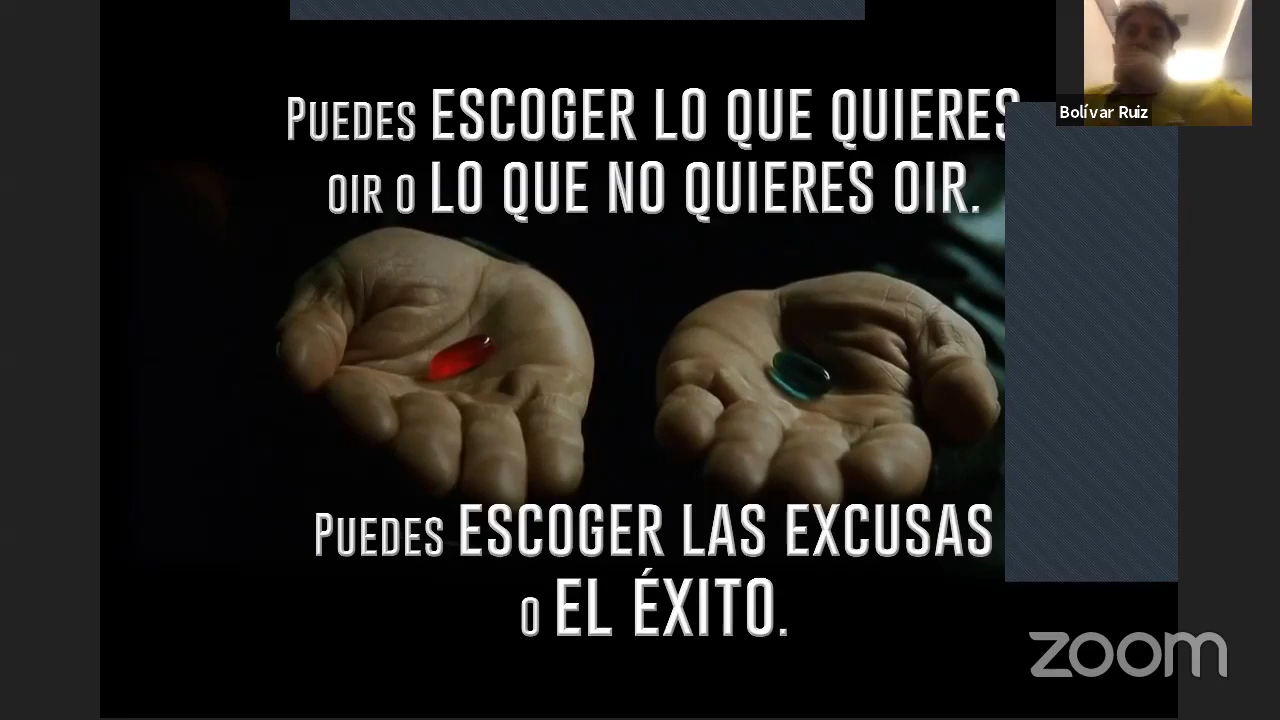 PUEDES ESCOGER LO QUE QUIERES
OIR O LO QUE NO QUIERES OIR.
Bolívar Ruiz
PUEDES ESCOGER LAS EXCUSAS
O EL ÉXITO.
zoom